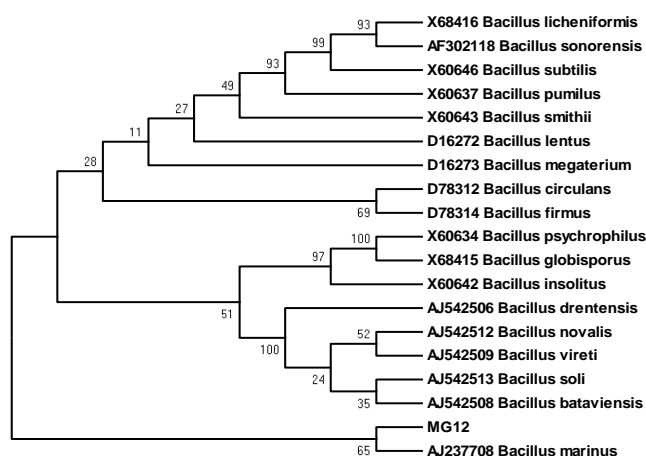 93
X68416 Bacillus licheniformis
99
AF302118 Bacillus sonorensis
93
X60646 Bacillus subtilis
49
X60637 Bacillus pumilus
27
X60643 Bacillus smithii
11
D16272 Bacillus lentus
28
D16273 Bacillus megaterium
D78312 Bacillus circulans
69
D78314 Bacillus firmus
100
X60634 Bacillus psychrophilus
97
X68415 Bacillus globisporus
X60642 Bacillus insolitus
51
AJ542506 Bacillus drentensis
100
52
AJ542512 Bacillus novalis
AJ542509 Bacillus vireti
24
AJ542513 Bacillus soli
35
AJ542508 Bacillus bataviensis
MG12
65
AJ237708 Bacillus marinus